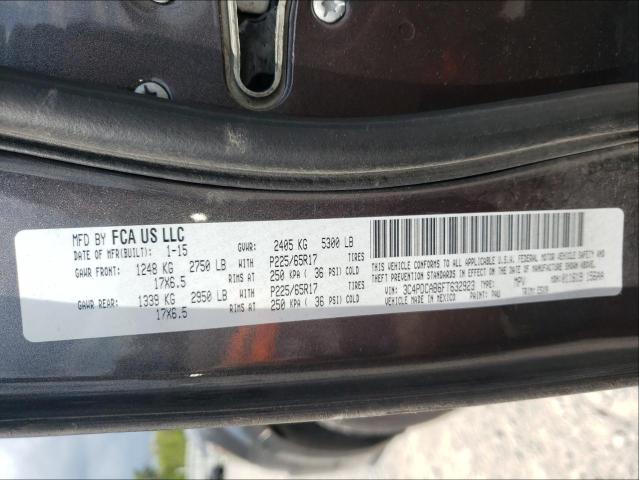 MFD BY FCA US LLC
DATE OF MFR(BUILT): 1-15 GVWR: 2405 KG 5300 LB
GAWR FRONT: 1248 KG 2750 LB WITH P225/65R17 TIRES
17X6.5 RIMS AT 250 KPA ( 36 PSI) COLD
GAWR REAR: 1339 KG 2950 LB WITH P225/65R17 TIRES
17X6.5 RIMS AT 250 KPA ( 36 PSI) COLD
THIS VEHICLE CONFORMS TO ALL APPLICABLE U.S.A. FEDERAL MOTOR VEHICLE SAFETY AND
THEFT PREVENTION STANDARDS IN EFFECT ON THE DATE OF MANUFACTURE SHOWN ABOVE.
VIN: 3C4PDCAB6FT632923 TYPE: MPV MDH: 156AA
VEHICLE MADE IN MEXICO PAINT: PAU TRIM: